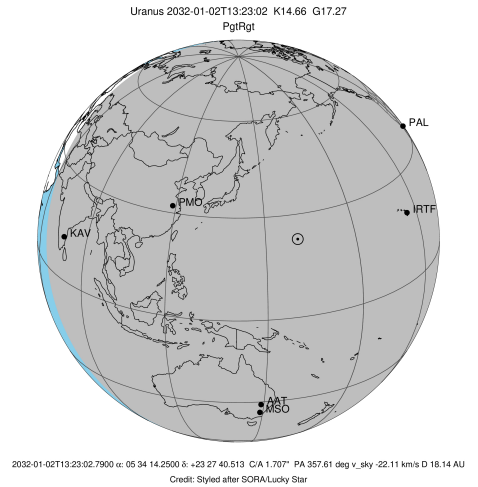 Uranus 2032-01-02T13:23:02 K14.66 G17.27
PgtRgt
PAL
IRTF
PMO
KAV
AAT
MSO
2032-01-02T13:23:02.7900 α: 05 34 14.2500 δ: +23 27 40.513 C/A 1.707" PA 357.61 deg v_sky -22.11 km/s D 18.14 AU
Credit: Styled after SORA/Lucky Star